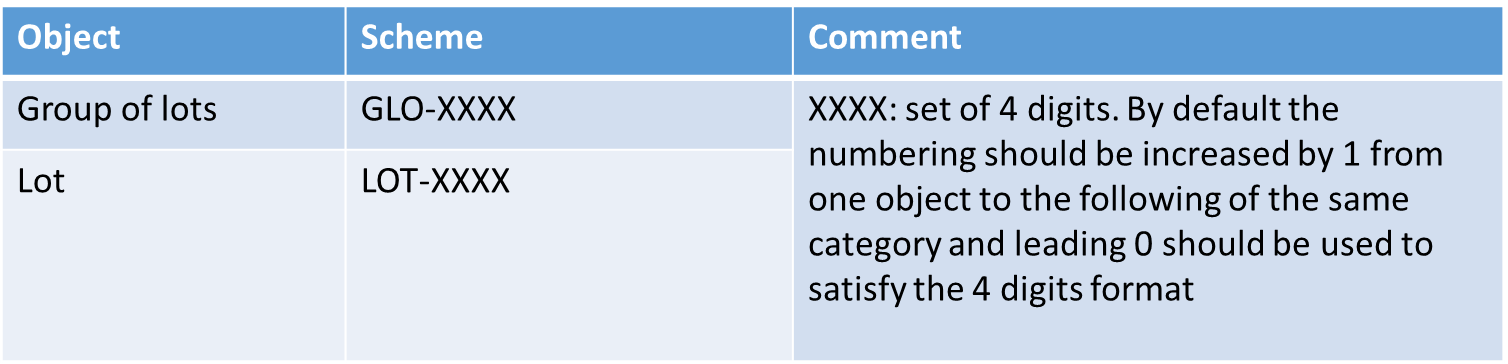 Object Scheme Comment
Group of lots GLO-XXXX XXXX: set of 4 digits. By default the
numbering should be increased by 1 from
Lot LOT-XXXX one object to the following of the same
category and leading 0 should be used to
satisfy the 4 digits format